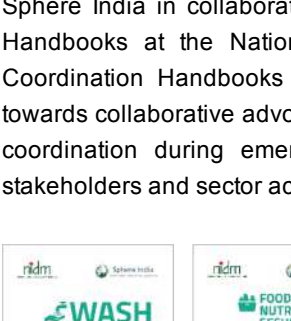 Sphere India in collaborat
Handbooks at the Nation
Coordination Handbooks
towards collaborative advo
coordination during emer
stakeholders and sector ac
nidm
Sphere India
nidm
WASH
FOOD
NUTR